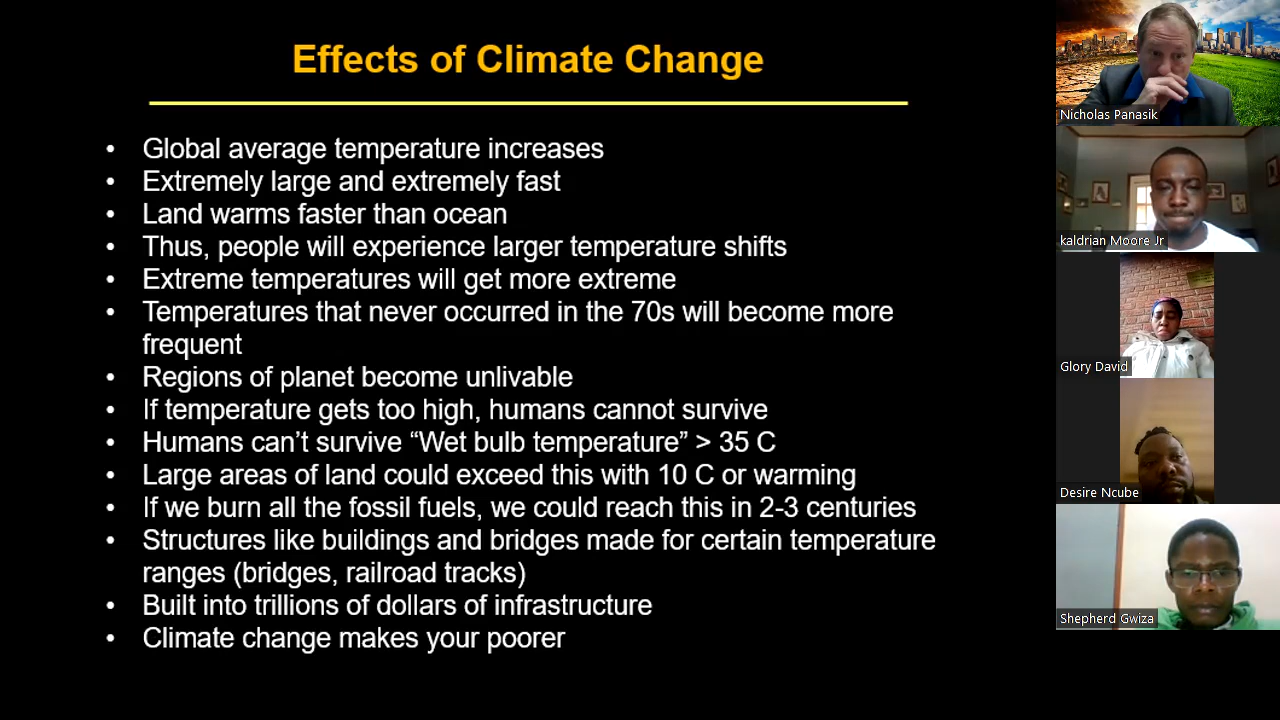 Effects of Climate Change
• Global average temperature increases
• Extremely large and extremely fast
• Land warms faster than ocean
• Thus, people will experience larger temperature shifts
• Extreme temperatures will get more extreme
• Temperatures that never occurred in the 70s will become more
frequent
• Regions of planet become unlivable
• If temperature gets too high, humans cannot survive
• Humans can’t survive “Wet bulb temperature” > 35 C
• Large areas of land could exceed this with 10 C or warming
• If we burn all the fossil fuels, we could reach this in 2-3 centuries
• Structures like buildings and bridges made for certain temperature
ranges (bridges, railroad tracks)
• Built into trillions of dollars of infrastructure
• Climate change makes your poorer
Nicholas Panasik
kaldrian Moore Jr
Glory David
Desire Ncube
Shepherd Gwiza